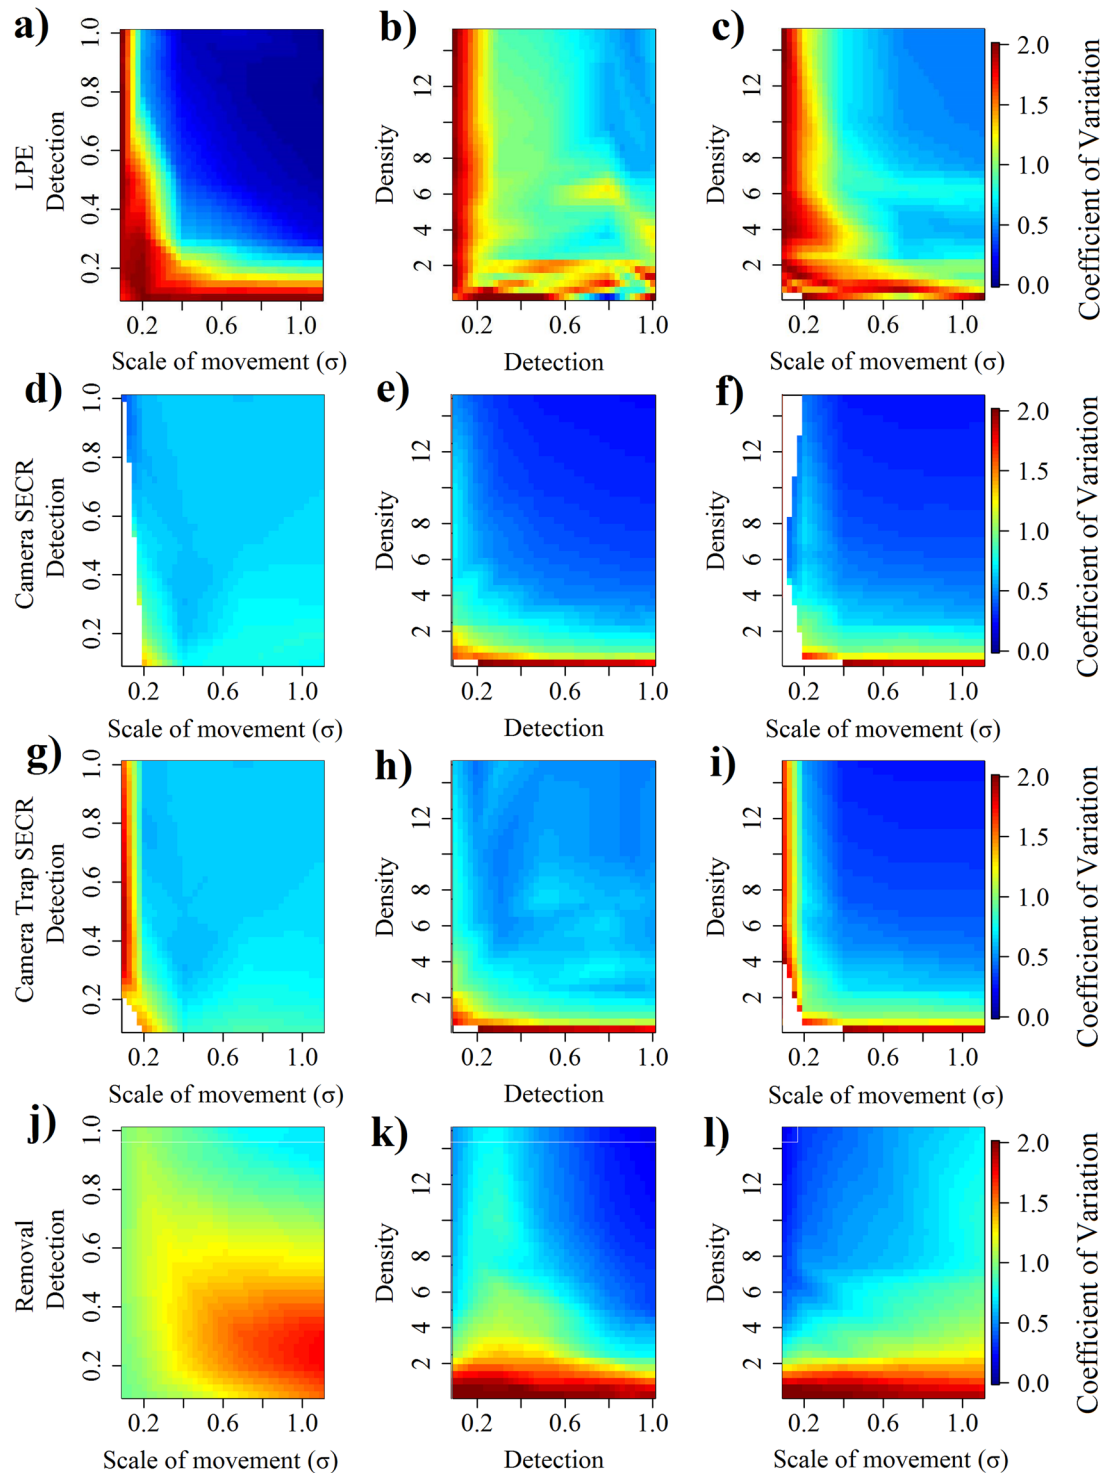 a)
b)
c)
LPE
Detection
1.0
0.8
0.6
0.4
0.2
0.2
0.6
1.0
Scale of movement (σ)
Density
12
8
6
4
2
0.2
0.6
1.0
Detection
Density
12
8
6
4
2
0.2
0.6
1.0
Scale of movement (σ)
2.0
1.5
1.0
0.5
0.0
Coefficient of Variation
d)
e)
f)
Camera SECR
Detection
1.0
0.8
0.6
0.4
0.2
0.2
0.6
1.0
Scale of movement (σ)
Density
12
8
6
4
2
0.2
0.6
1.0
Detection
Density
12
8
6
4
2
0.2
0.6
1.0
Scale of movement (σ)
2.0
1.5
1.0
0.5
0.0
Coefficient of Variation
g)
h)
i)
Camera Trap SECR
Detection
1.0
0.8
0.6
0.4
0.2
0.2
0.6
1.0
Scale of movement (σ)
Density
12
8
6
4
2
0.2
0.6
1.0
Detection
Density
12
8
6
4
2
0.2
0.6
1.0
Scale of movement (σ)
2.0
1.5
1.0
0.5
0.0
Coefficient of Variation
j)
k)
l)
Removal
Detection
1.0
0.8
0.6
0.4
0.2
0.2
0.6
1.0
Scale of movement (σ)
Density
12
8
6
4
2
0.2
0.6
1.0
Detection
Density
12
8
6
4
2
0.2
0.6
1.0
Scale of movement (σ)
2.0
1.5
1.0
0.5
0.0
Coefficient of Variation